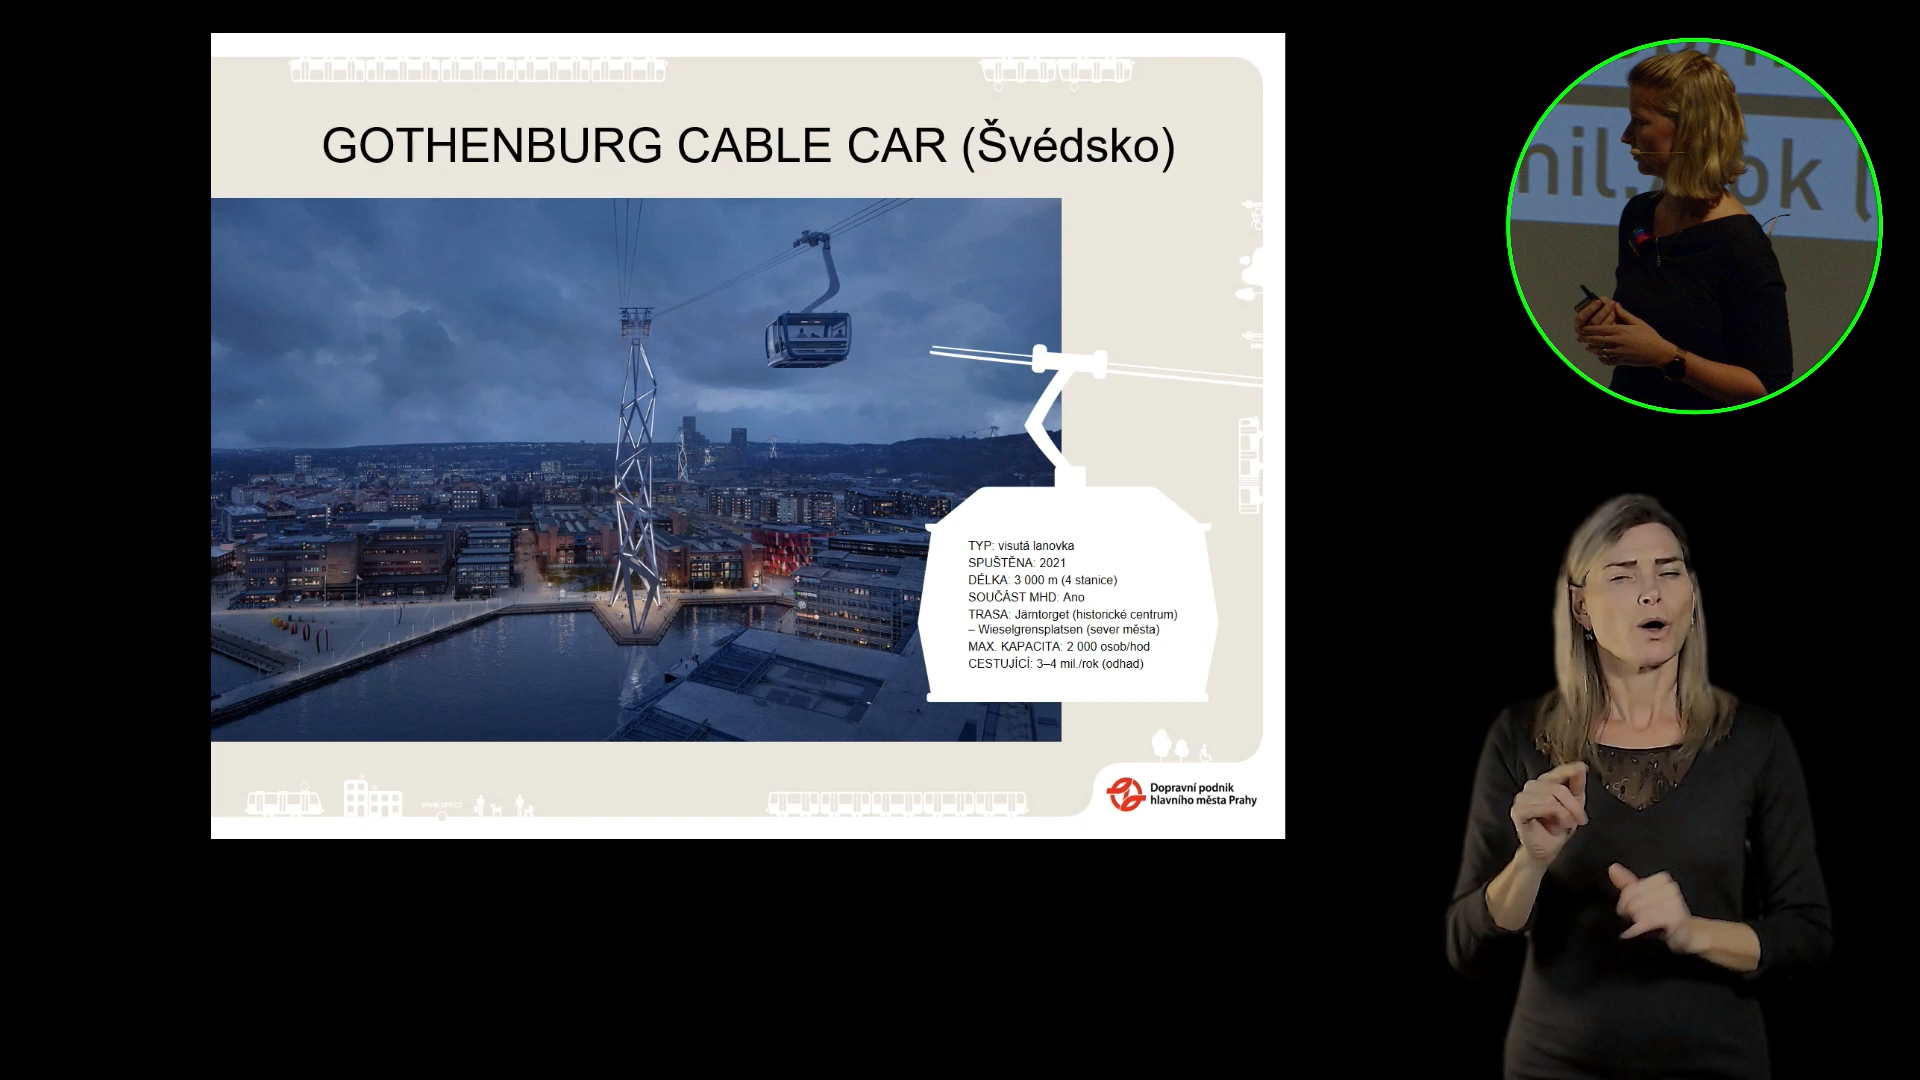 GOTHENBURG CABLE CAR (Švédsko)
TYP: visutá lanovka
SPUŠTĚNA: 2021
DÉLKA: 3 000 m (4 stanice)
SOUČÁST MHD: Ano
TRASA: Järntorget (historické centrum)
– Wieselgrensplatsen (sever města)
MAX. KAPACITA: 2 000 osob/hod
CESTUJÍCÍ: 3–4 mil./rok (odhad)
Dopravní podnik
hlavního města Prahy